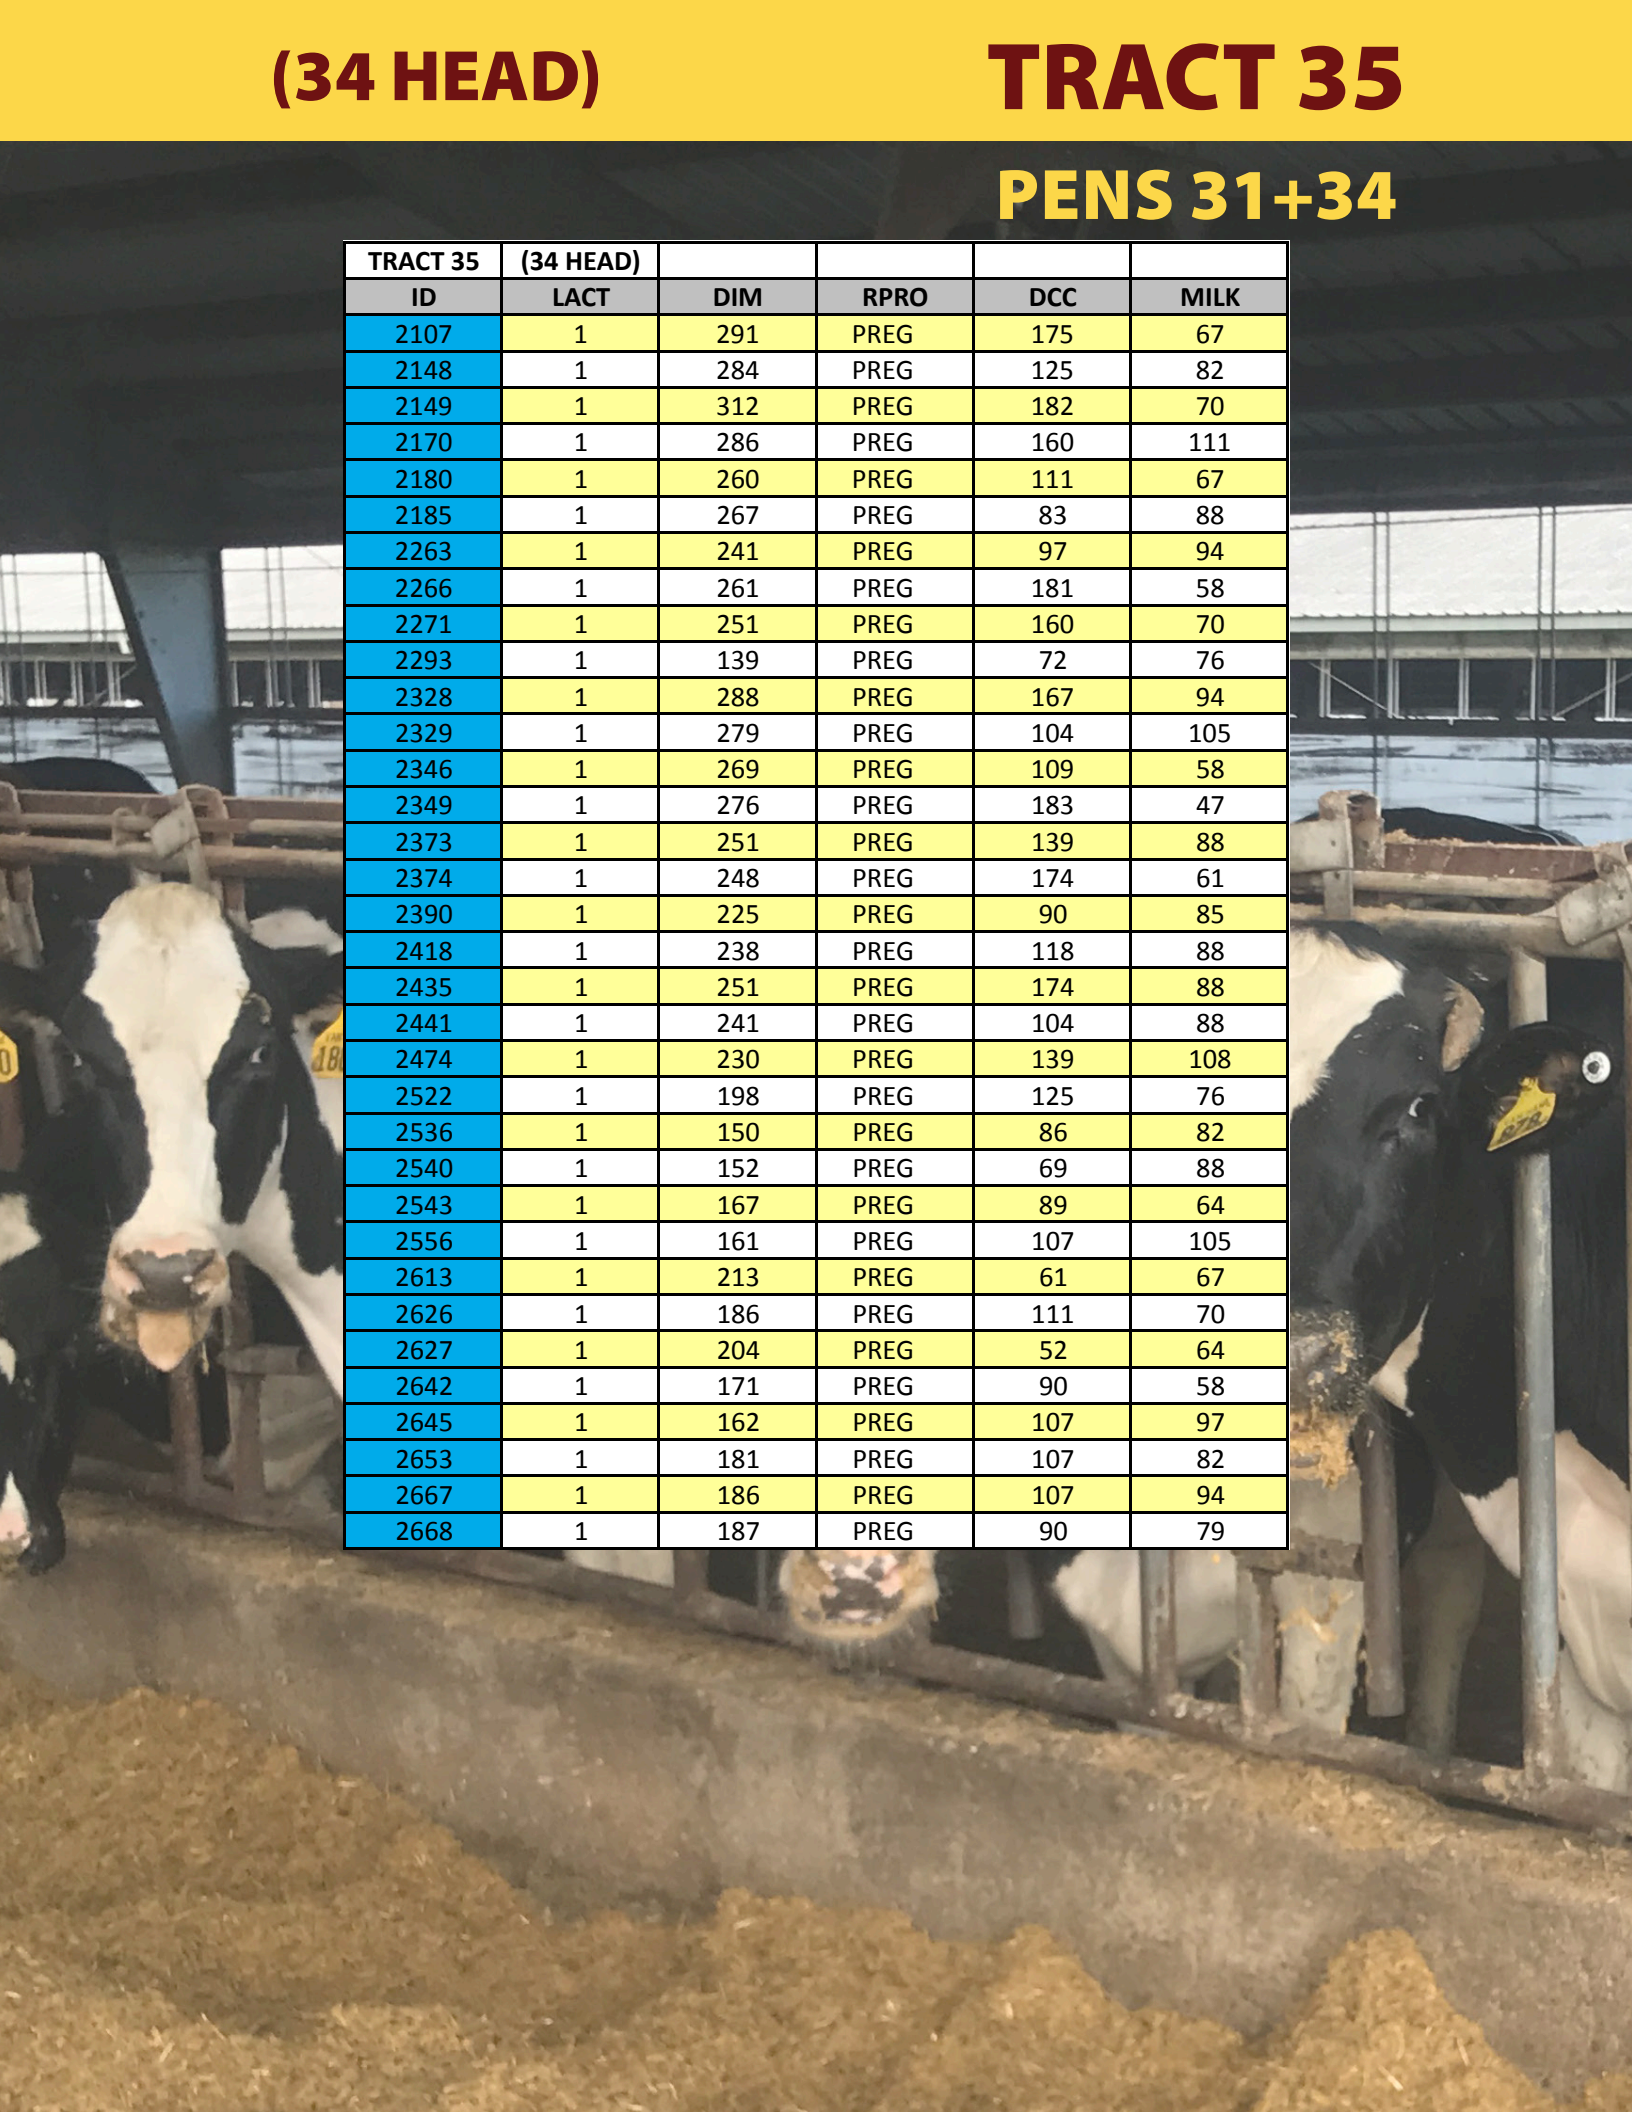 (34 HEAD) TRACT 35
PENS 31+34
TRACT 35 (34 HEAD)
ID LACT DIM RPRO DCC MILK
2107 1 291 PREG 175 67
2148 1 284 PREG 125 82
2149 1 312 PREG 182 70
2170 1 286 PREG 160 111
2180 1 260 PREG 111 67
2185 1 267 PREG 83 88
2263 1 241 PREG 97 94
2266 1 261 PREG 181 58
2271 1 251 PREG 160 70
2293 1 139 PREG 72 76
2328 1 288 PREG 167 94
2329 1 279 PREG 104 105
2346 1 269 PREG 109 58
2349 1 276 PREG 183 47
2373 1 251 PREG 139 88
2374 1 248 PREG 174 61
2390 1 225 PREG 90 85
2418 1 238 PREG 118 88
2435 1 251 PREG 174 88
2441 1 241 PREG 104 88
2474 1 230 PREG 139 108
2522 1 198 PREG 125 76
2536 1 150 PREG 86 82
2540 1 152 PREG 69 88
2543 1 167 PREG 89 64
2556 1 161 PREG 107 105
2613 1 213 PREG 61 67
2626 1 186 PREG 111 70
2627 1 204 PREG 52 64
2642 1 171 PREG 90 58
2645 1 162 PREG 107 97
2653 1 181 PREG 107 82
2667 1 186 PREG 107 94
2668 1 187 PREG 90 79